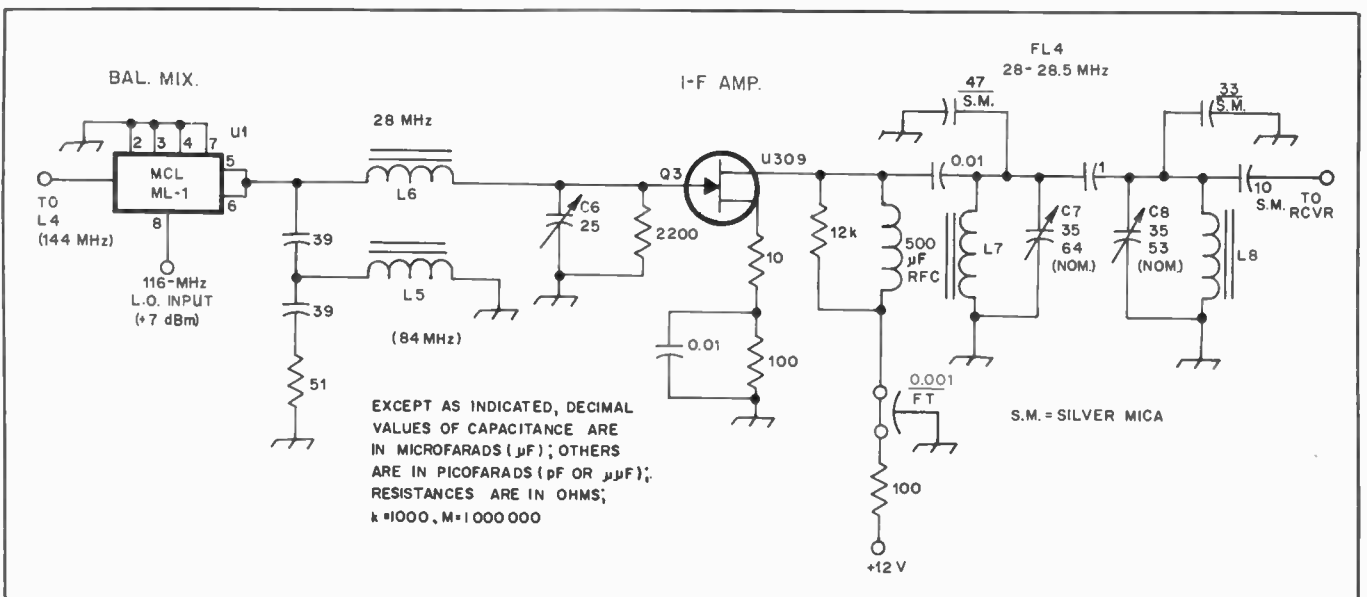 BAL. MIX.
I-F AMP.
FL4
28-28.5 MHz
47
S.M.
33
S.M.
U1
2 3 4 7
5
6
8
MCL
ML-1
TO
L4
(144 MHz)
116-MHz
L.O. INPUT
(+7 dBm)
28 MHz
L6
39
L5
39
(84 MHz)
51
C6
25
2200
Q3
U309
10
0.01
100
12k
500
µF
RFC
0.01
L7
C7
35
64
(NOM.)
1
C8
35
53
(NOM.)
L8
10
S.M.
TO
RCVR
0.001
FT
100
+12 V
S.M. = SILVER MICA
EXCEPT AS INDICATED, DECIMAL
VALUES OF CAPACITANCE ARE
IN MICROFARADS (µF); OTHERS
ARE IN PICOFARADS (pF OR µµF);
RESISTANCES ARE IN OHMS;
k=1000, M=1000000